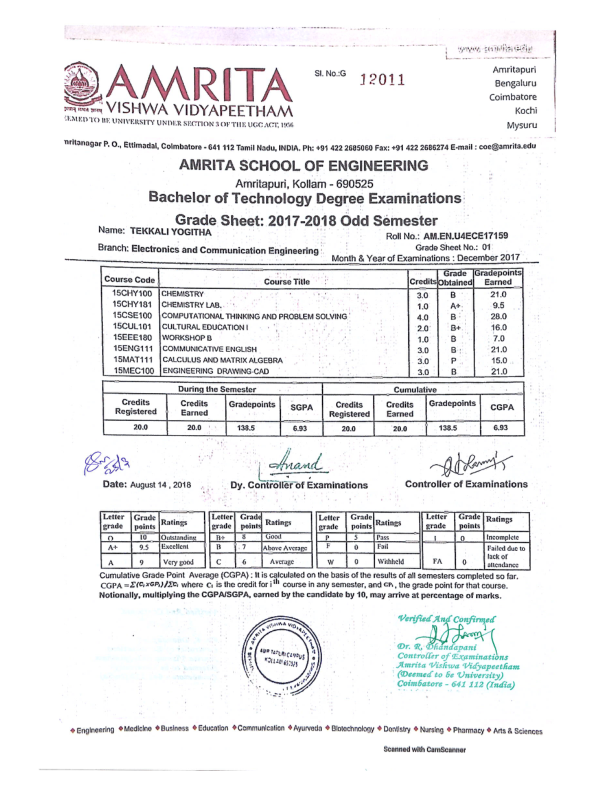 Sl. No.:G 12011
Amritapuri
Bengaluru
Coimbatore
Kochi
Mysuru
AMRITA
VISHWA VIDYAPEETHAM
EMED TO BE UNIVERSITY UNDER SECTION 3 OF THE UGC ACT, 1956
mritanagar P. O., Ettimadai, Coimbatore - 641 112 Tamil Nadu, INDIA. Ph: +91 422 2685060 Fax: +91 422 2686274 E-mail : coe@amrita.edu
AMRITA SCHOOL OF ENGINEERING
Amritapuri, Kollam - 690525
Bachelor of Technology Degree Examinations
Grade Sheet: 2017-2018 Odd Semester
Name: TEKKALI YOGITHA
Roll No.: AM.EN.U4ECE17159
Branch: Electronics and Communication Engineering
Grade Sheet No.: 01
Month & Year of Examinations : December 2017
Course Code Course Title Credits Grade Obtained Gradepoints Earned
15CHY100 CHEMISTRY 3.0 B 21.0
15CHY181 CHEMISTRY LAB. 1.0 A+ 9.5
15CSE100 COMPUTATIONAL THINKING AND PROBLEM SOLVING 4.0 B 28.0
15CUL101 CULTURAL EDUCATION I 2.0 B+ 16.0
15EEE180 WORKSHOP B 1.0 B 7.0
15ENG111 COMMUNICATIVE ENGLISH 3.0 B 21.0
15MAT111 CALCULUS AND MATRIX ALGEBRA 3.0 P 15.0
15MEC100 ENGINEERING DRAWING-CAD 3.0 B 21.0
During the Semester Cumulative
Credits Registered Credits Earned Gradepoints SGPA Credits Registered Credits Earned Gradepoints CGPA
20.0 20.0 138.5 6.93 20.0 20.0 138.5 6.93
Anand
Date: August 14 , 2018 Dy. Controller of Examinations Controller of Examinations
Letter grade Grade points Ratings Letter grade Grade points Ratings Letter grade Grade points Ratings Letter grade Grade points Ratings
O 10 Outstanding B+ 8 Good P 5 Pass I 0 Incomplete
A+ 9.5 Excellent B 7 Above Average F 0 Fail FA 0 Failed due to lack of attendance
A 9 Very good C 6 Average W 0 Withheld
Cumulative Grade Point Average (CGPA) : It is calculated on the basis of the results of all semesters completed so far.
CGPA = Σ(Ci x GPi)/ΣCi where Ci is the credit for ith course in any semester, and GPi, the grade point for that course.
Notionally, multiplying the CGPA/SGPA, earned by the candidate by 10, may arrive at percentage of marks.
Verified And Confirmed
Dr. R. Dhandapani
Controller of Examinations
Amrita Vishwa Vidyapeetham
(Deemed to be University)
Coimbatore - 641 112 (India)
AMRITAPURI CAMPUS
KOLLAM 690525
Engineering Medicine Business Education Communication Ayurveda Biotechnology Dentistry Nursing Pharmacy Arts & Sciences
Scanned with CamScanner